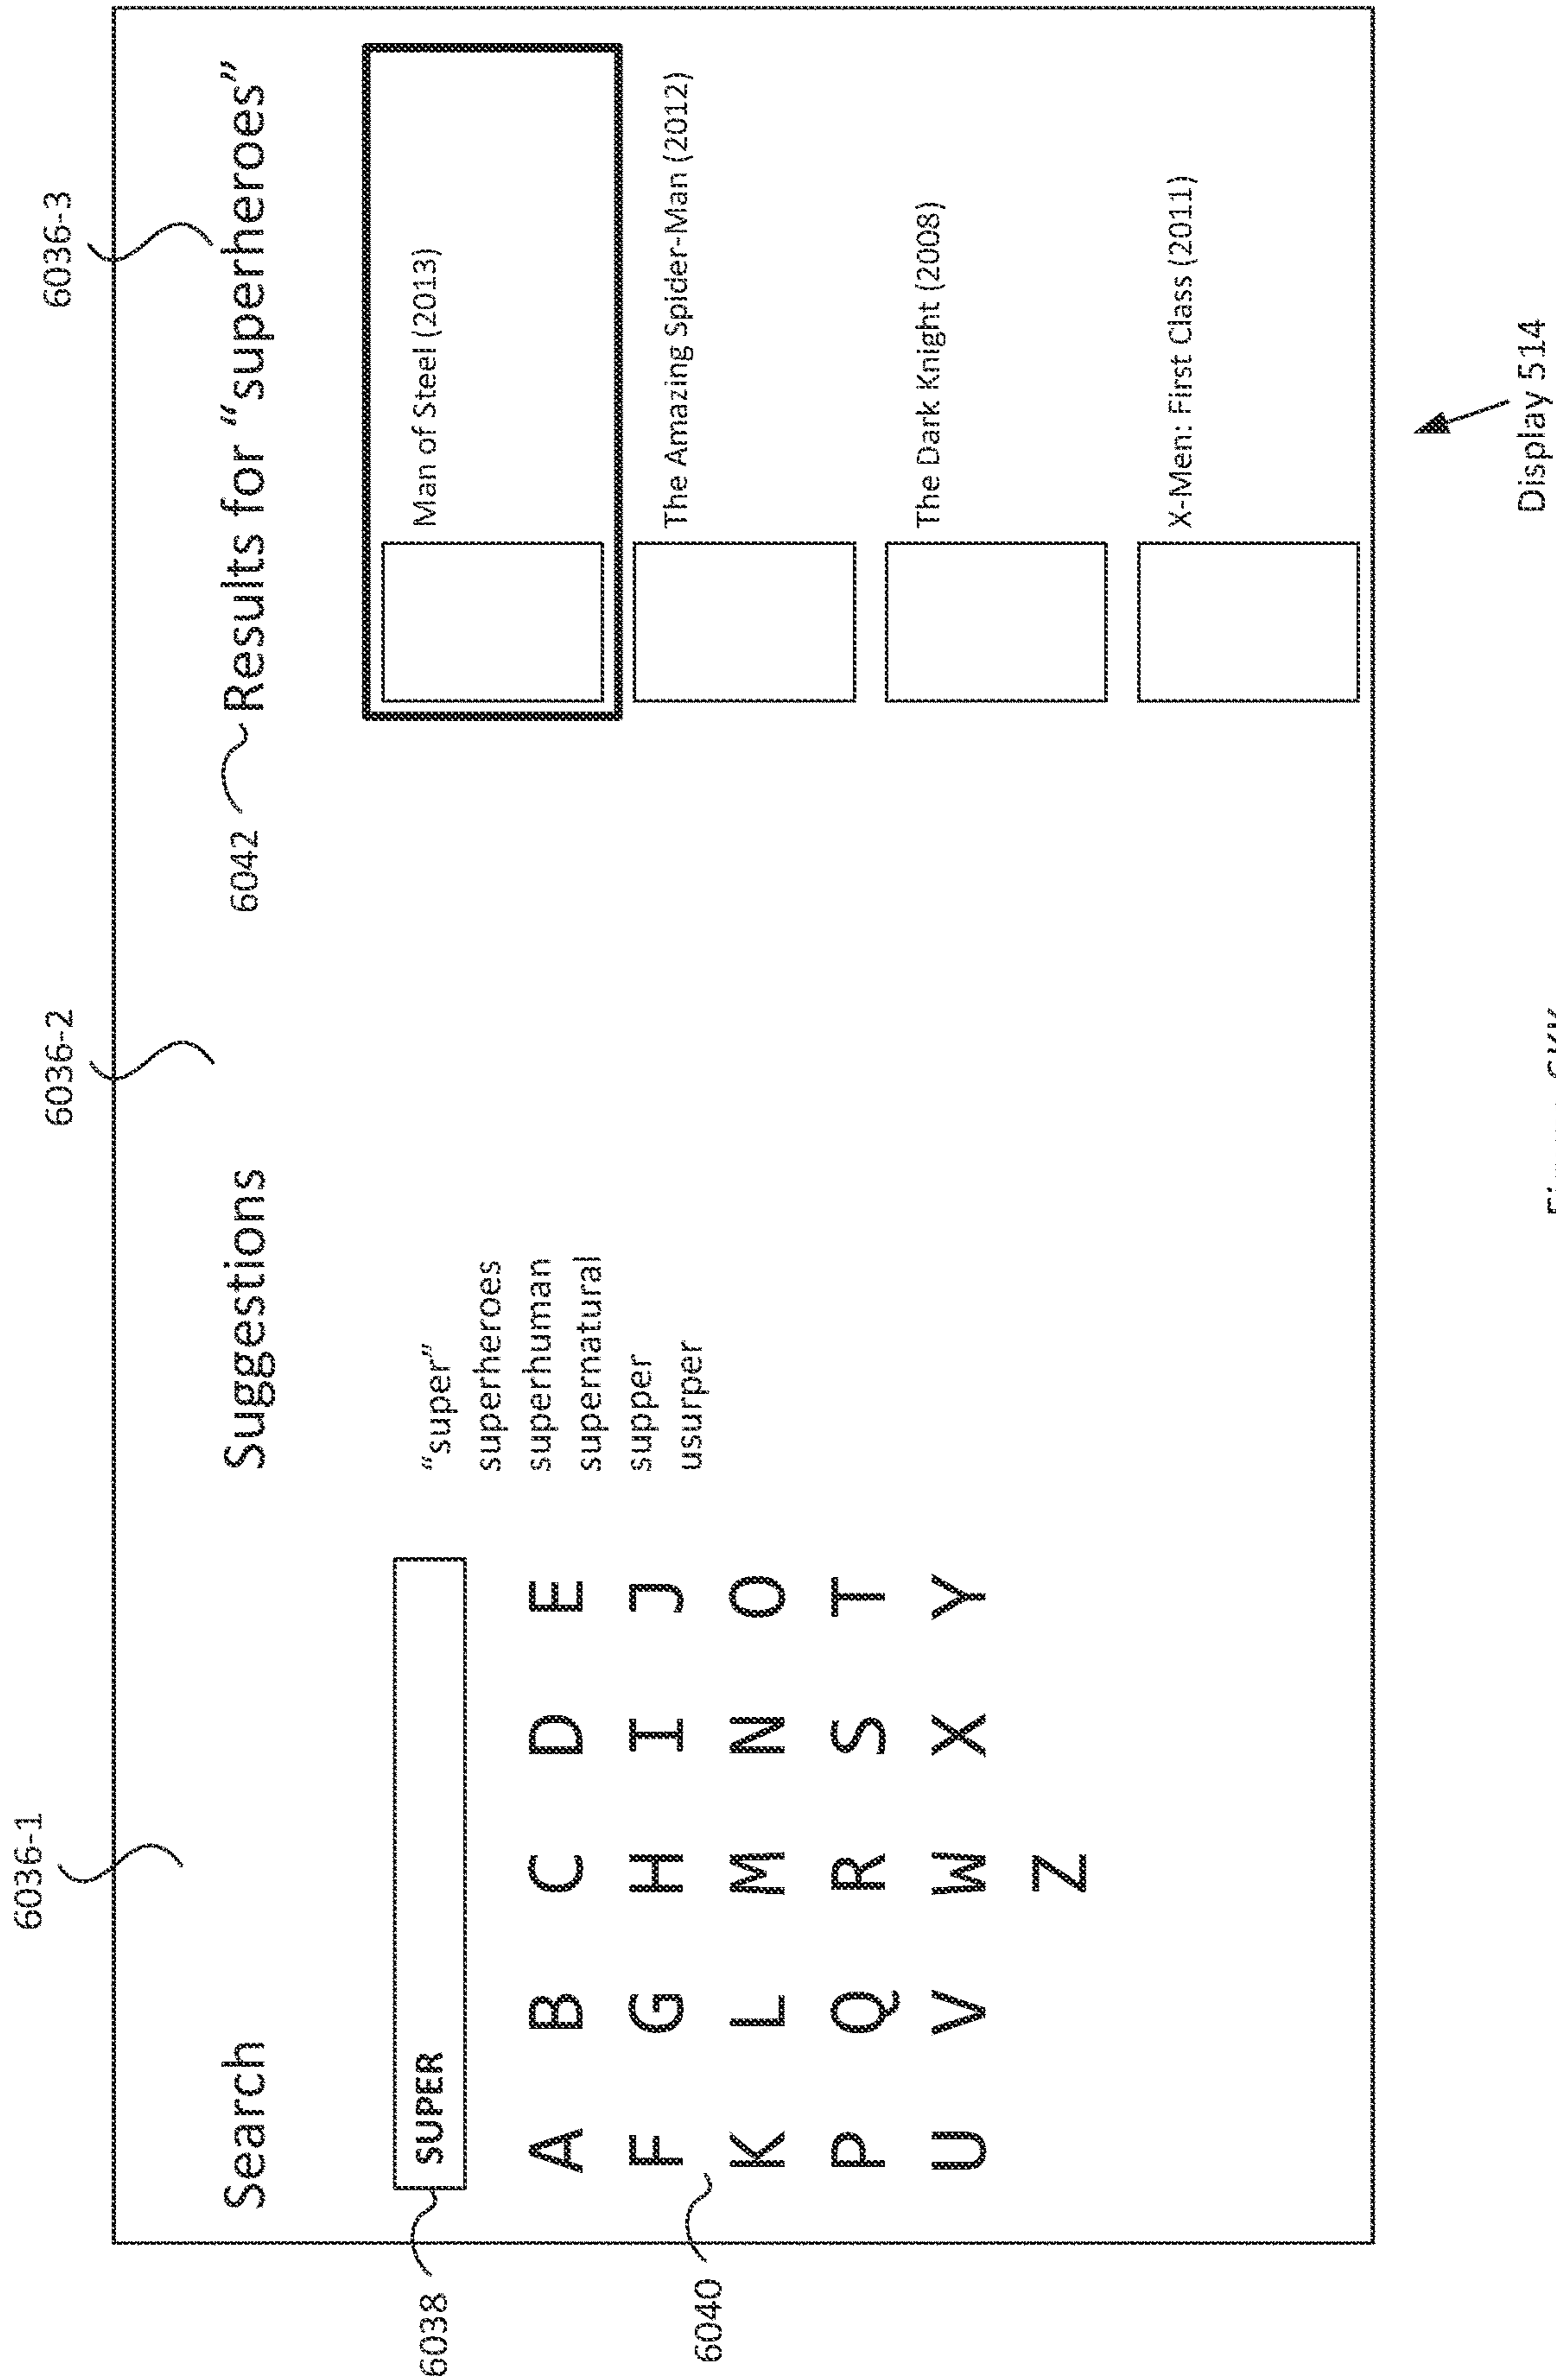 6036-1
6036-2
6036-3
Search
6038
SUPER
A B C D E
F G H I J
6040
K L M N O
P Q R S T
U V W X Y
Z
Suggestions
“super”
superheroes
superhuman
supernatural
supper
usurper
6042
Results for “superheroes”
Man of Steel (2013)
The Amazing Spider-Man (2012)
The Dark Knight (2008)
X-Men: First Class (2011)
Display 514